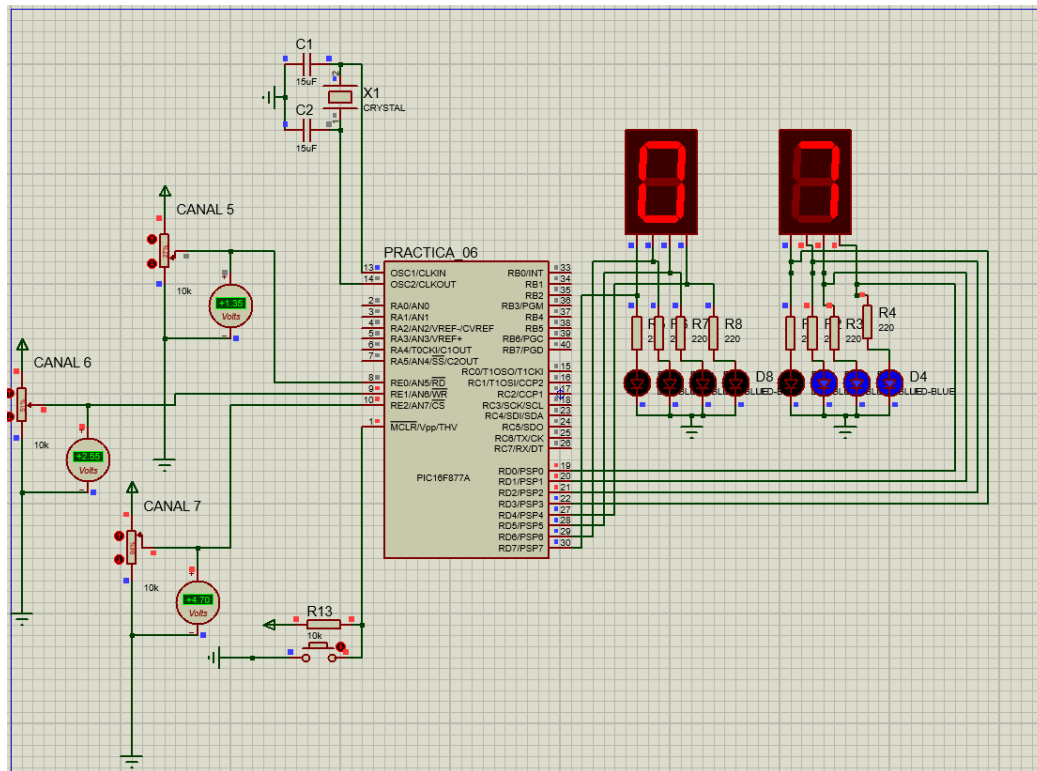 C1
15uF
X1
CRYSTAL
C2
15uF
CANAL 5
27%
10k
+1.35
Volts
CANAL 6
51%
10k
+2.55
Volts
CANAL 7
94%
10k
+4.70
Volts
R13
10k
PRACTICA_06
13 OSC1/CLKIN
14 OSC2/CLKOUT
2 RA0/AN0
3 RA1/AN1
4 RA2/AN2/VREF-/CVREF
5 RA3/AN3/VREF+
6 RA4/T0CKI/C1OUT
7 RA5/AN4/SS/C2OUT
8 RE0/AN5/RD
9 RE1/AN6/WR
10 RE2/AN7/CS
1 MCLR/Vpp/THV
PIC16F877A
RB0/INT 33
RB1 34
RB2 35
RB3/PGM 36
RB4 37
RB5 38
RB6/PGC 39
RB7/PGD 40
RC0/T1OSO/T1CKI 15
RC1/T1OSI/CCP2 16
RC2/CCP1 17
RC3/SCK/SCL 18
RC4/SDI/SDA 23
RC5/SDO 24
RC6/TX/CK 25
RC7/RX/DT 26
RD0/PSP0 19
RD1/PSP1 20
RD2/PSP2 21
RD3/PSP3 22
RD4/PSP4 27
RD5/PSP5 28
RD6/PSP6 29
RD7/PSP7 30
0 7
R7
R8
220
R3
R4
220
D8
D4